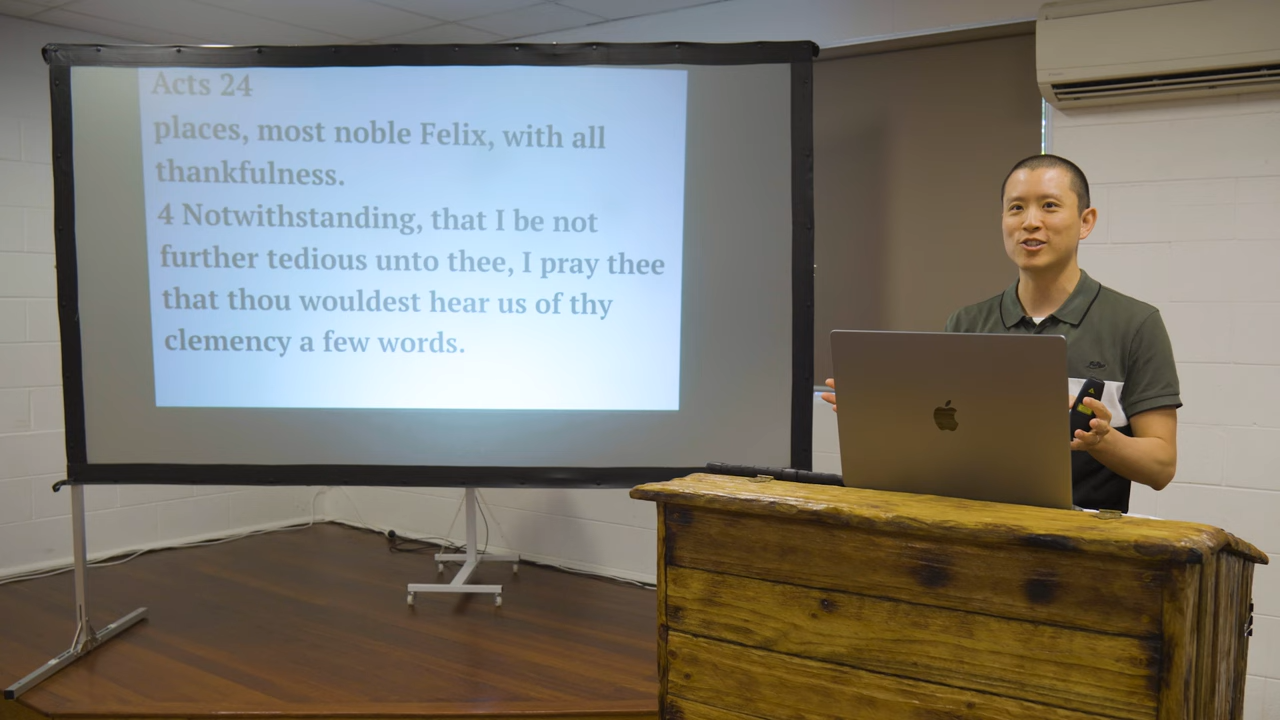 Acts 24
places, most noble Felix, with all
thankfulness.
4 Notwithstanding, that I be not
further tedious unto thee, I pray thee
that thou wouldest hear us of thy
clemency a few words.